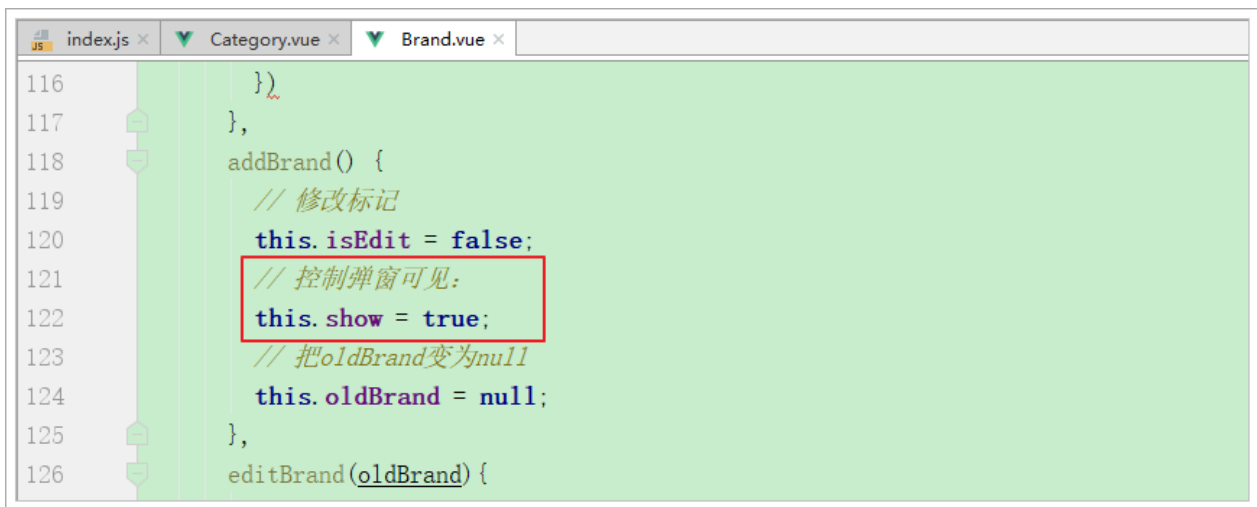 JS index.js × Category.vue × Brand.vue ×
116 })
117 },
118 addBrand() {
119 // 修改标记
120 this.isEdit = false;
121 // 控制弹窗可见:
122 this.show = true;
123 // 把oldBrand变为null
124 this.oldBrand = null;
125 },
126 editBrand(oldBrand){